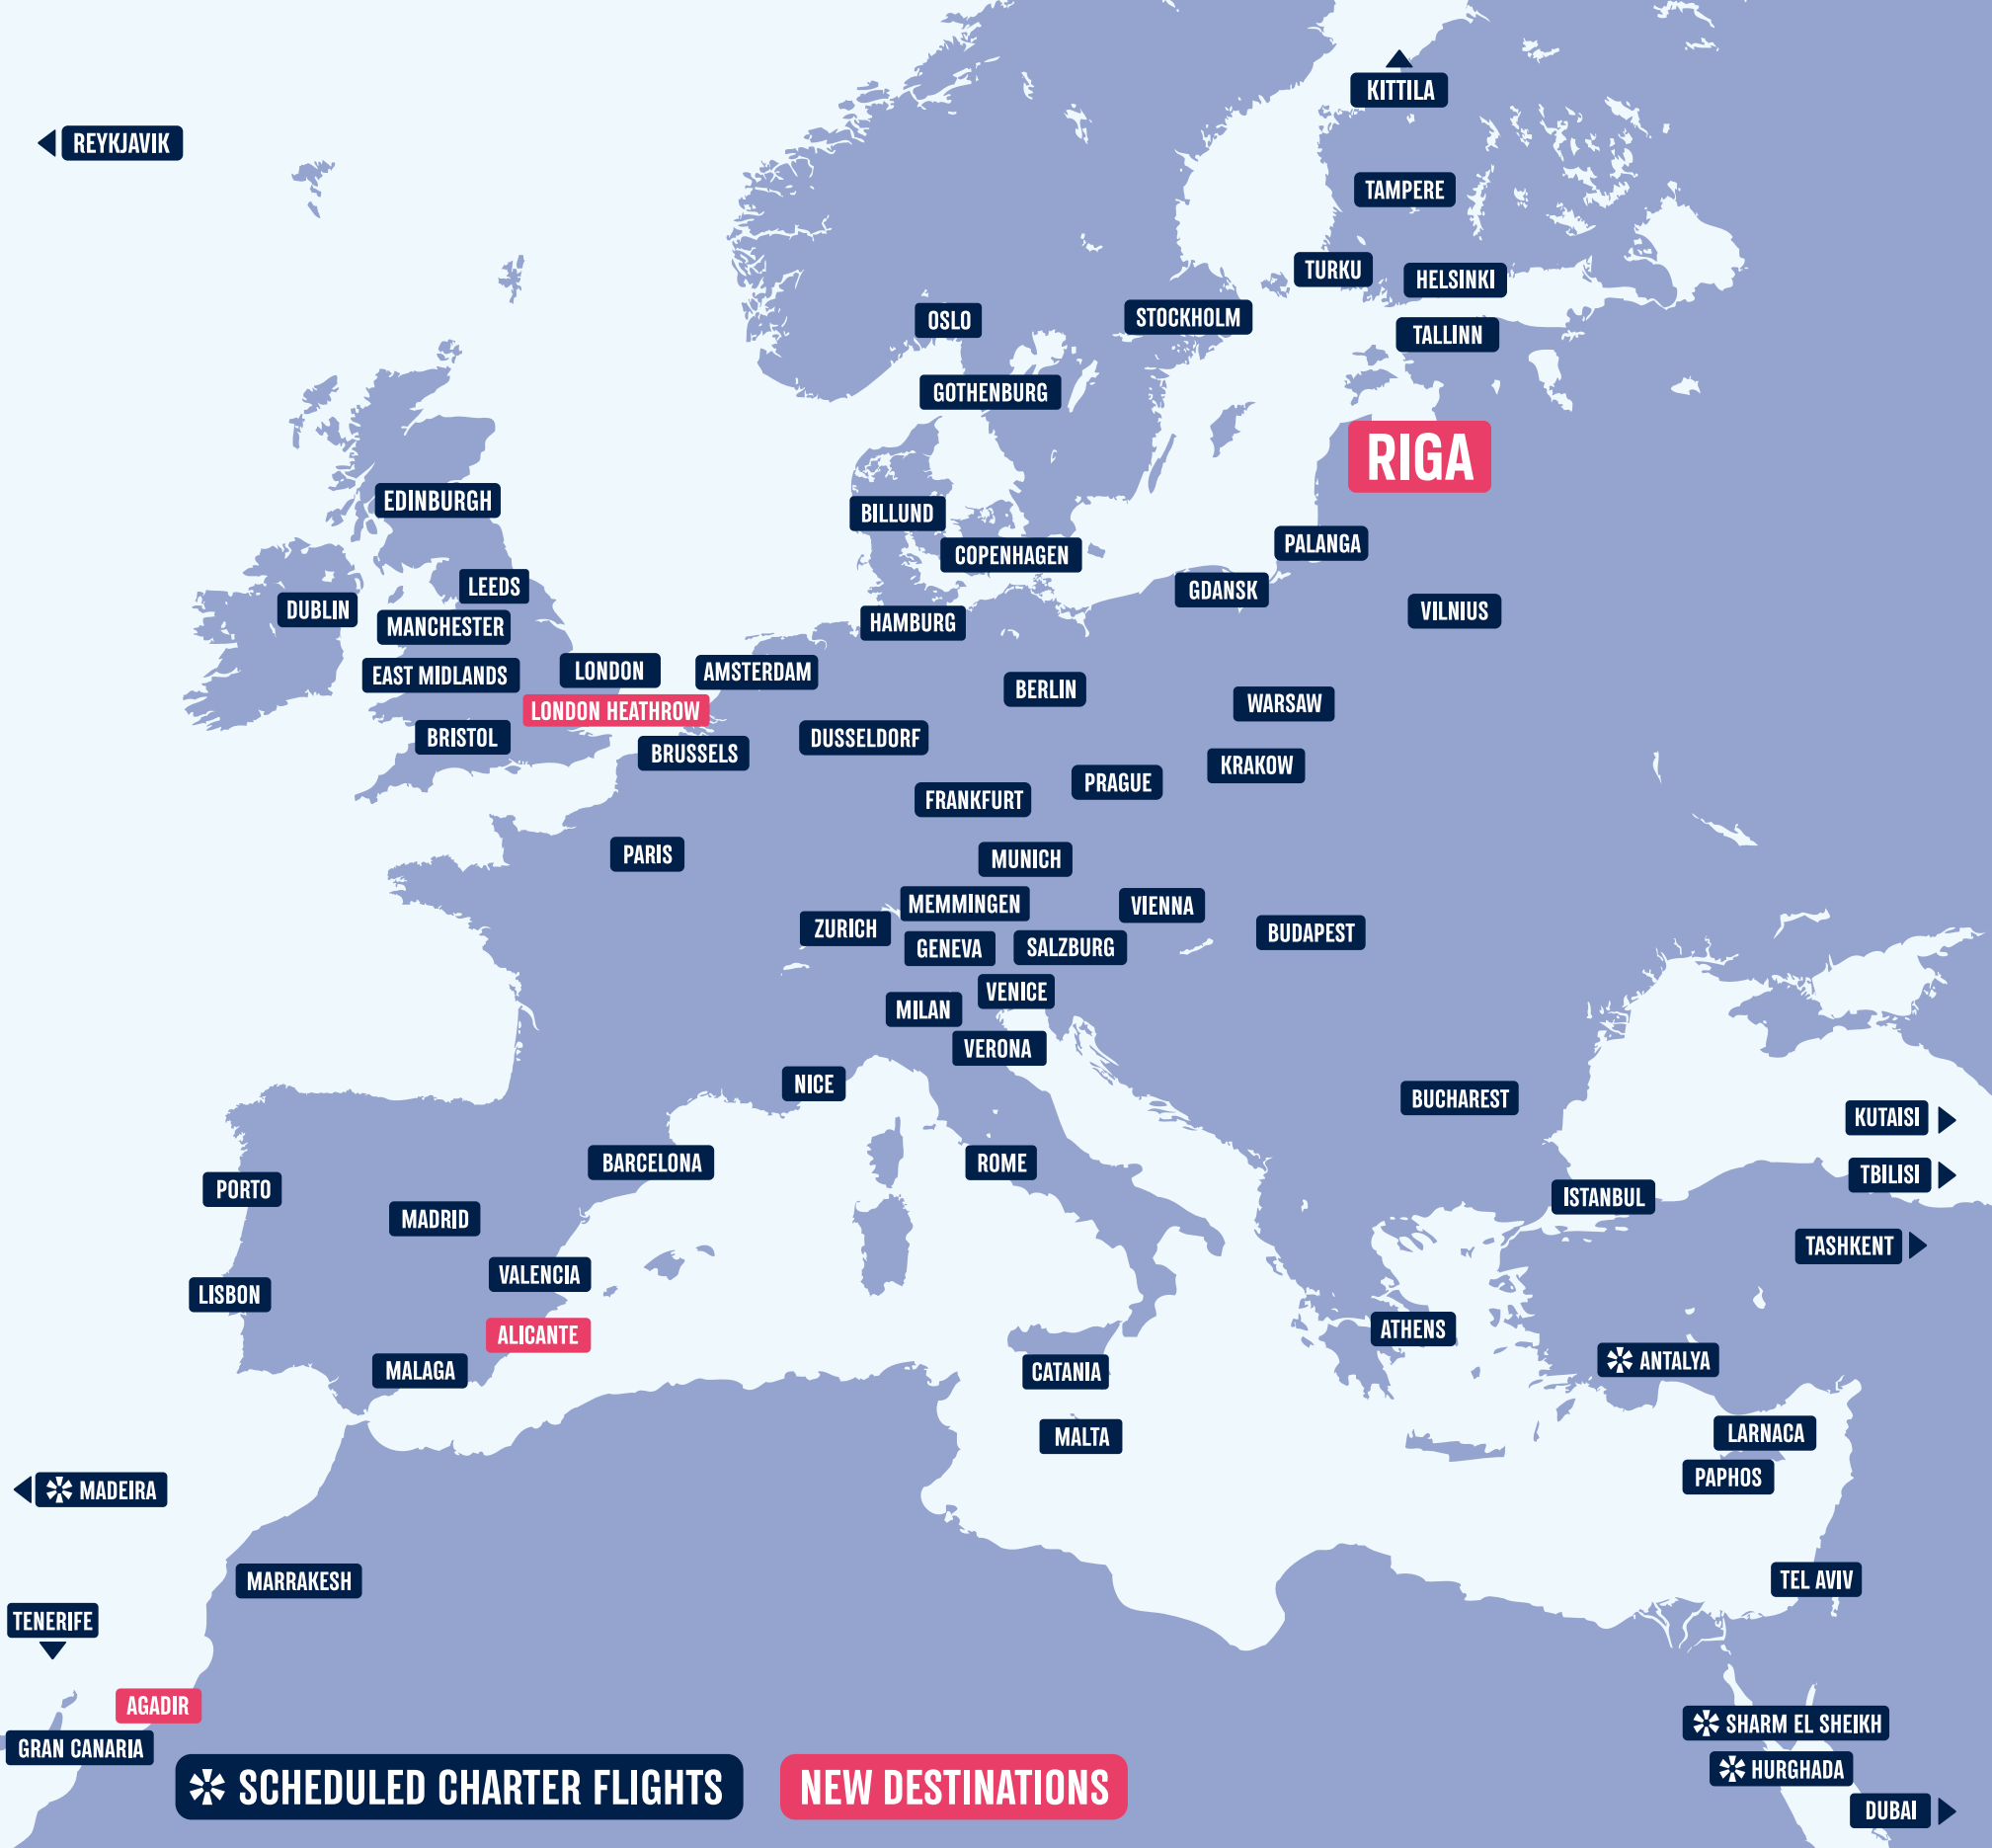 KITTILA
REYKJAVIK
TAMPERE
TURKU
HELSINKI
OSLO
STOCKHOLM
TALLINN
GOTHENBURG
RIGA
EDINBURGH
BILLUND
COPENHAGEN
PALANGA
LEEDS
GDANSK
DUBLIN
MANCHESTER
HAMBURG
VILNIUS
EAST MIDLANDS
LONDON
AMSTERDAM
BERLIN
LONDON HEATHROW
WARSAW
BRISTOL
BRUSSELS
DUSSELDORF
KRAKOW
PRAGUE
FRANKFURT
PARIS
MUNICH
MEMMINGEN
VIENNA
ZURICH
GENEVA
SALZBURG
BUDAPEST
VENICE
MILAN
VERONA
NICE
BUCHAREST
KUTAISI
BARCELONA
ROME
TBILISI
PORTO
ISTANBUL
MADRID
TASHKENT
VALENCIA
LISBON
ALICANTE
ATHENS
MALAGA
CATANIA
ANTALYA
MALTA
LARNACA
PAPHOS
MADEIRA
MARRAKESH
TEL AVIV
TENERIFE
AGADIR
SHARM EL SHEIKH
GRAN CANARIA
HURGHADA
SCHEDULED CHARTER FLIGHTS
NEW DESTINATIONS
DUBAI